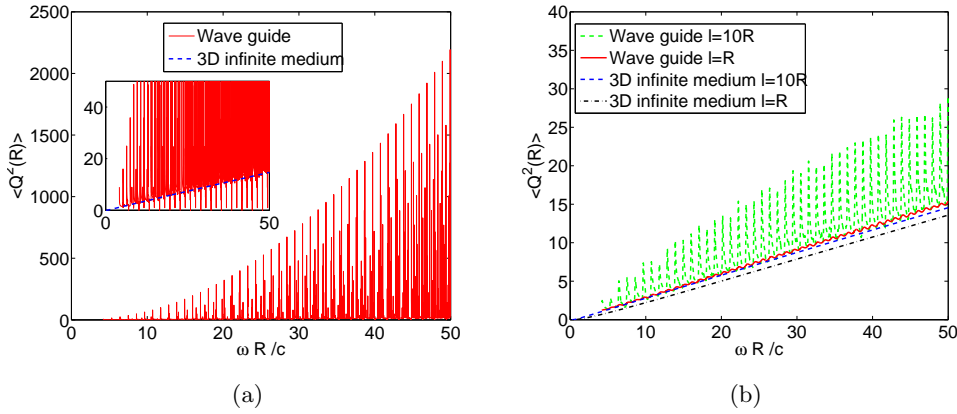 2500
2000
1500
1000
500
0
<Q²(R)>
Wave guide
3D infinite medium
40
20
0
0 50
0 10 20 30 40 50
ω R /c
(a)
40
35
30
25
20
15
10
5
0
<Q²(R)>
Wave guide l=10R
Wave guide l=R
3D infinite medium l=10R
3D infinite medium l=R
0 10 20 30 40 50
ω R /c
(b)